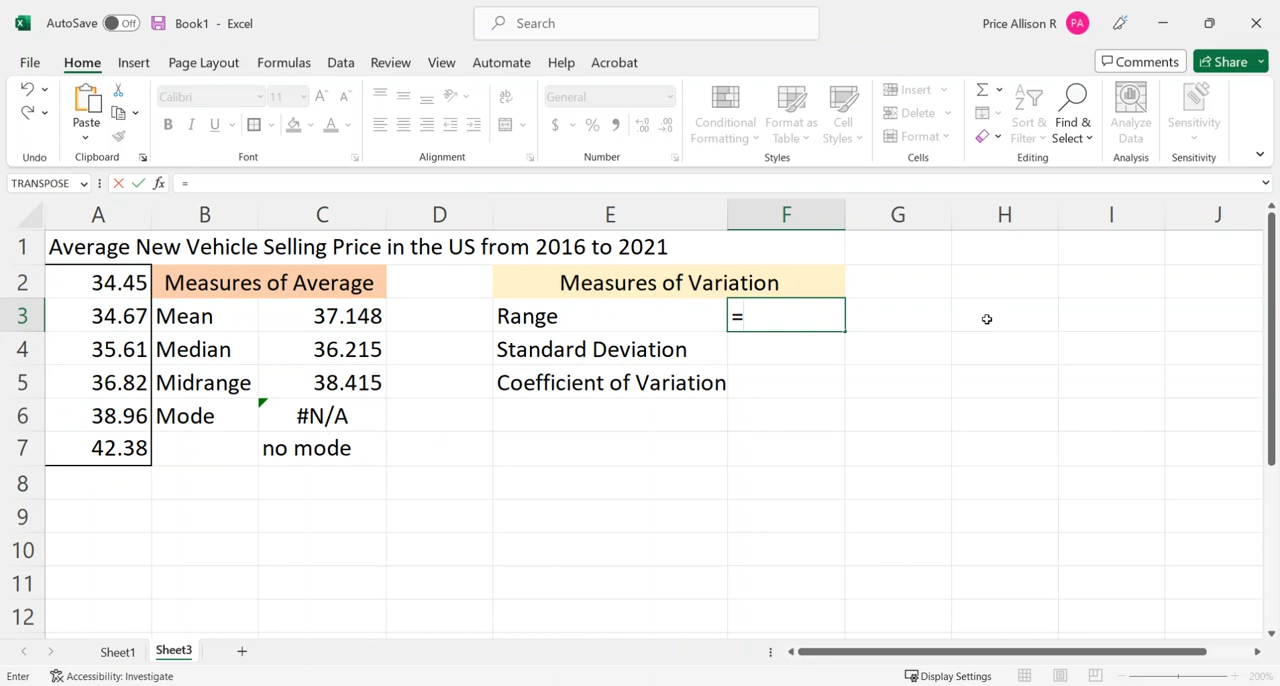 AutoSave Off Book1 - Excel Search Price Allison R PA
File Home Insert Page Layout Formulas Data Review View Automate Help Acrobat Comments Share
Paste Calibri 11 A A ab General Conditional Format as Cell Insert Sort & Find & Analyze Sensitivity
B I U A $ % 9 .00 Formatting Table Styles Delete Format Filter Select Data
Undo Clipboard Font Alignment Number Styles Cells Editing Analysis Sensitivity
TRANSPOSE fx =
A B C D E F G H I J
1 Average New Vehicle Selling Price in the US from 2016 to 2021
2 34.45 Measures of Average Measures of Variation
3 34.67 Mean 37.148 Range =
4 35.61 Median 36.215 Standard Deviation
5 36.82 Midrange 38.415 Coefficient of Variation
6 38.96 Mode #N/A
7 42.38 no mode
8
9
10
11
12
Sheet1 Sheet3
Enter Accessibility: Investigate Display Settings 200%